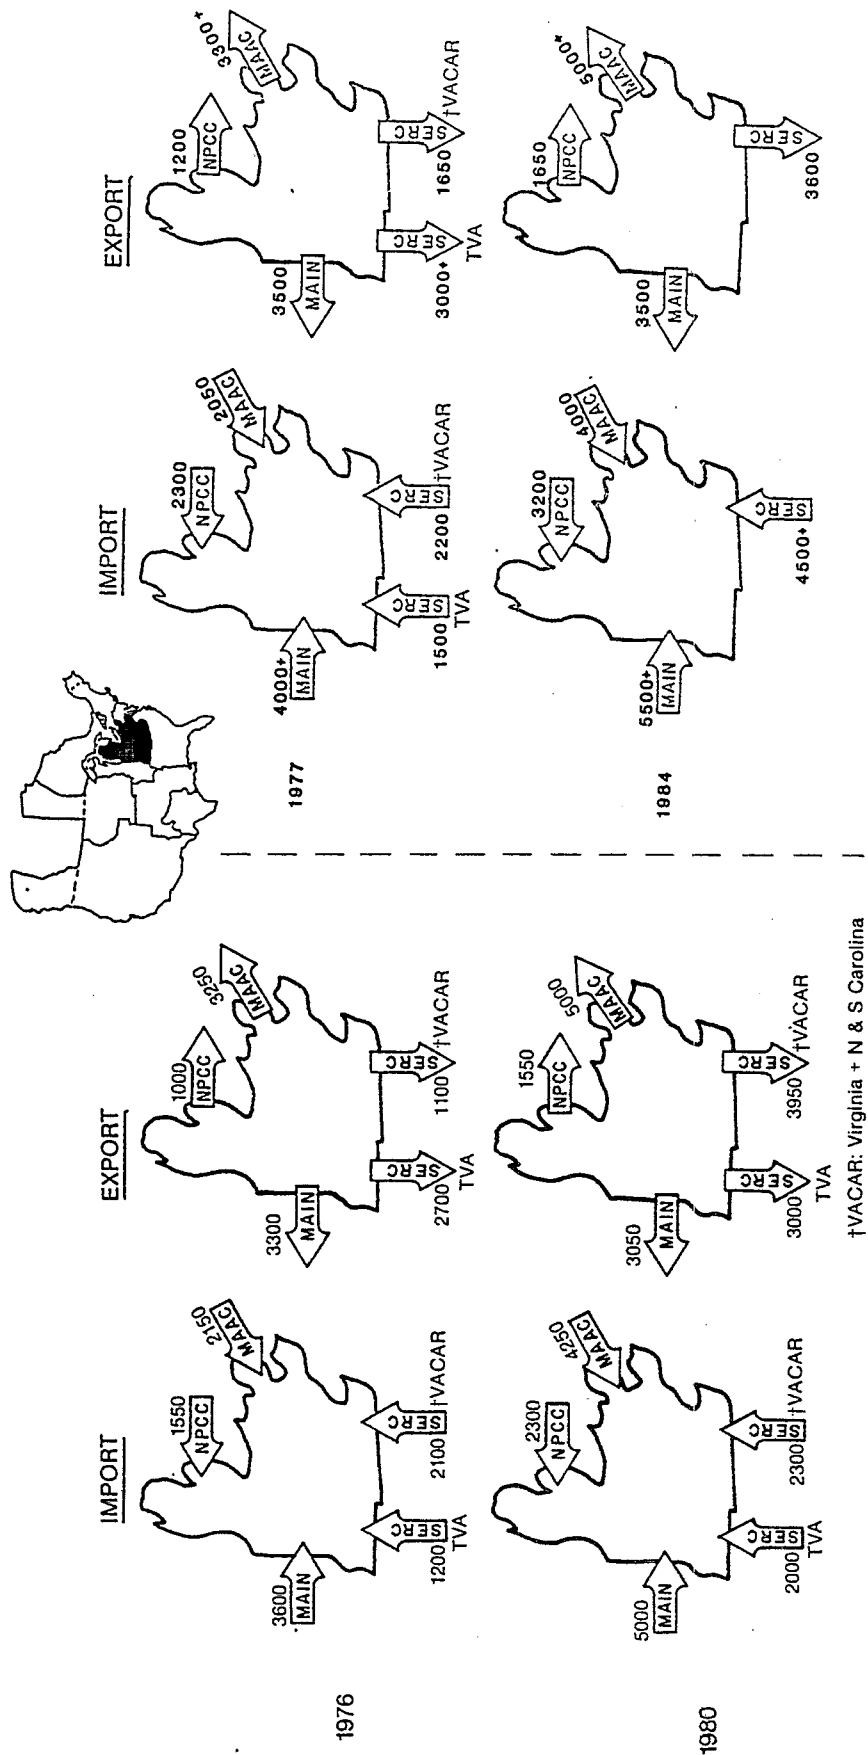 IMPORT
EXPORT
IMPORT
EXPORT
1976
3600
MAIN
1550
NPCC
2150
MAAC
1200
SERC
TVA
2100
SERC
†VACAR
3300
MAIN
1000
NPCC
3250
MAAC
2700
SERC
TVA
1100
SERC
†VACAR
1977
4000+
MAIN
2300
NPCC
2050
MAAC
1500
SERC
TVA
2200
SERC
†VACAR
3500
MAIN
1200
NPCC
3300+
MAAC
3000+
SERC
TVA
1650
SERC
†VACAR
1980
5000
MAIN
2300
NPCC
4250
MAAC
2000
SERC
TVA
2300
SERC
†VACAR
3050
MAIN
1550
NPCC
5000
MAAC
3000
SERC
TVA
3950
SERC
†VACAR
1984
5500+
MAIN
3200
NPCC
4000
MAAC
4500+
SERC
3500
MAIN
1650
NPCC
5000+
MAAC
3600
SERC
†VACAR: Virginia + N & S Carolina